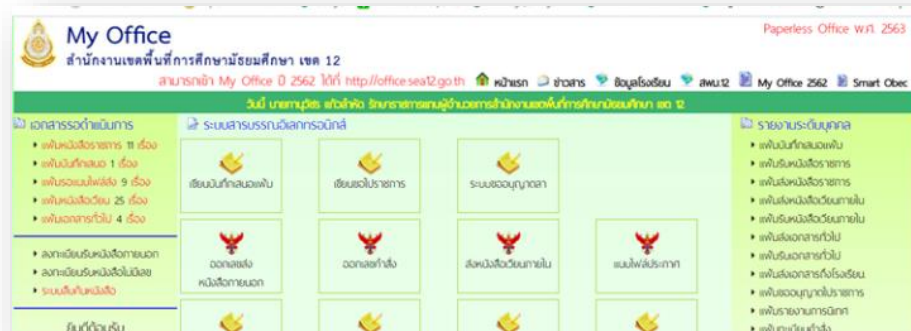 My Office
สำนักงานเขตพื้นที่การศึกษามัธยมศึกษา เขต 12
Paperless Office พ.ศ. 2563
สามารถเข้า My Office ปี 2562 ได้ที่ http://office.sea12.go.th
หน้าแรก ข่าวสาร ข้อมูลโรงเรียน สพม.12 My Office 2562 Smart Obec
วันนี้ รักษาราชการแทนผู้อำนวยการสำนักงานเขตพื้นที่การศึกษามัธยมศึกษา เขต 12
เอกสารรอดำเนินการ
แฟ้มหนังสือราชการ 11 เรื่อง
แฟ้มบันทึกเสนอ 1 เรื่อง
แฟ้มรอแนบไฟล์ส่ง 9 เรื่อง
แฟ้มหนังสือเวียน 25 เรื่อง
แฟ้มเอกสารทั่วไป 4 เรื่อง
ลงทะเบียนรับหนังสือภายนอก
ลงทะเบียนรับหนังสือไม่มีเลข
ระบบสืบค้นหนังสือ
ยินดีต้อนรับ
ระบบสารบรรณอิเลกทรอนิกส์
เขียนบันทึกเสนอแฟ้ม
เขียนขอไปราชการ
ระบบขออนุญาตลา
ออกเลขส่ง
หนังสือภายนอก
ออกเลขคำสั่ง
ส่งหนังสือเวียนภายใน
แนบไฟล์ประกาศ
รายงานระดับบุคคล
แฟ้มบันทึกเสนอแฟ้ม
แฟ้มรับหนังสือราชการ
แฟ้มส่งหนังสือราชการ
แฟ้มส่งหนังสือเวียนภายใน
แฟ้มรับหนังสือเวียนภายใน
แฟ้มส่งเอกสารทั่วไป
แฟ้มรับเอกสารทั่วไป
แฟ้มส่งเอกสารถึงโรงเรียน
แฟ้มขออนุญาตไปราชการ
แฟ้มรายงานการนิเทศ
แฟ้มทะเบียนคำสั่ง